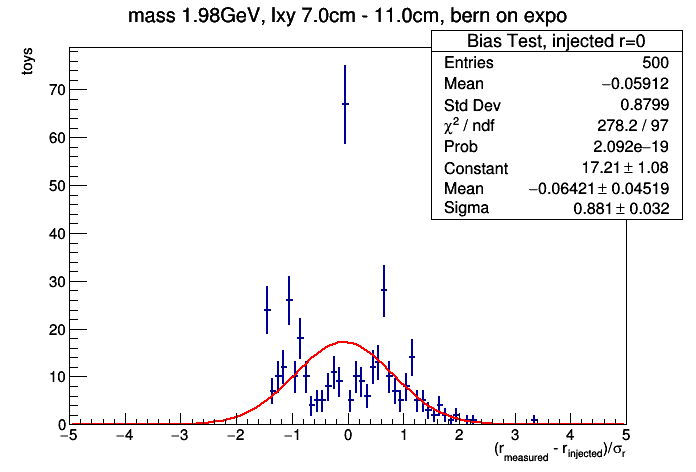 mass 1.98GeV, lxy 7.0cm - 11.0cm, bern on expo
Bias Test, injected r=0
Entries 500
Mean −0.05912
Std Dev 0.8799
χ² / ndf 278.2 / 97
Prob 2.092e−19
Constant 17.21 ± 1.08
Mean −0.06421 ± 0.04519
Sigma 0.881 ± 0.032
toys
70
60
50
40
30
20
10
0
−5 −4 −3 −2 −1 0 1 2 3 4 5
(r_measured - r_injected)/σ_r